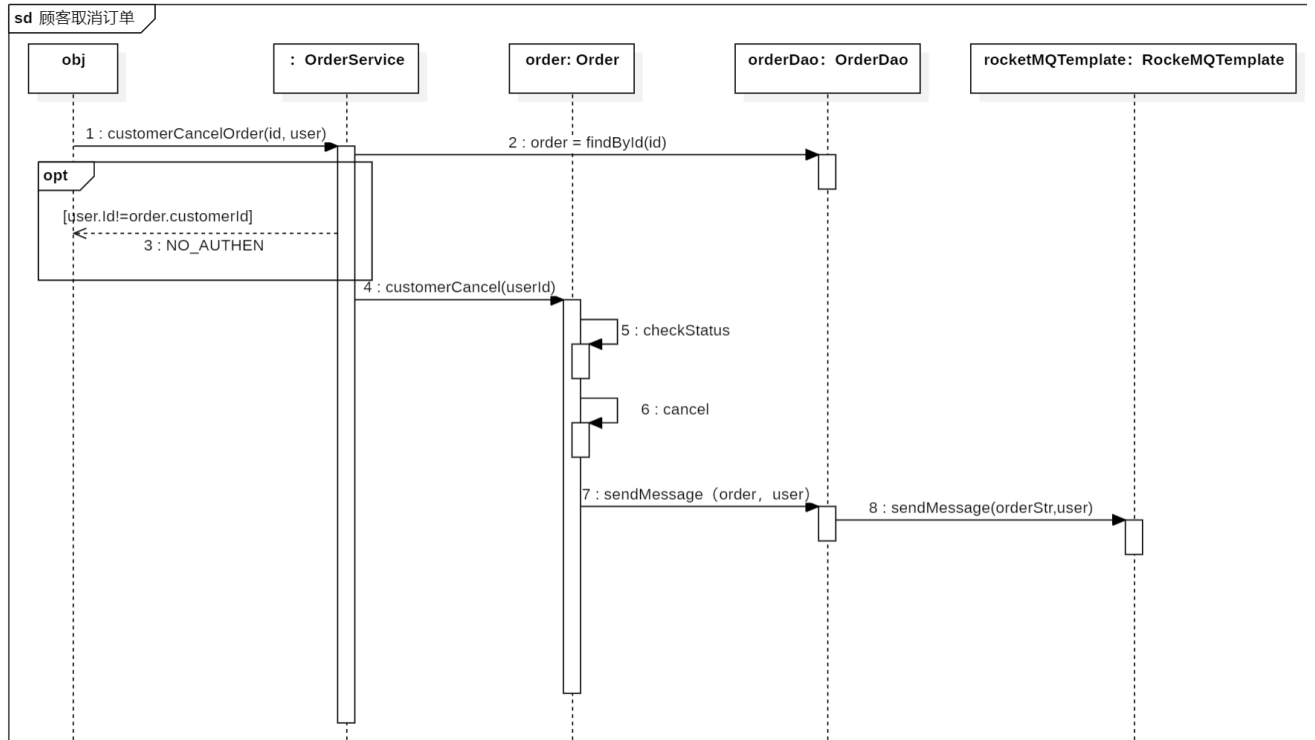 sd 顾客取消订单
obj
：OrderService
order: Order
orderDao：OrderDao
rocketMQTemplate：RockeMQTemplate
1 : customerCancelOrder(id, user)
2 : order = findById(id)
opt
[user.Id!=order.customerId]
3 : NO_AUTHEN
4 : customerCancel(userId)
5 : checkStatus
6 : cancel
7 : sendMessage（order，user）
8 : sendMessage(orderStr,user)